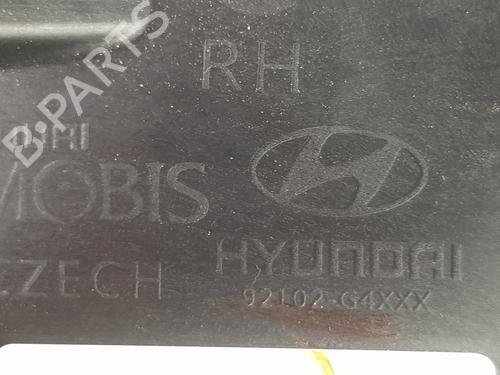 RH
MOBIS
HYUNDAI
CZECH
92102-G4XXX
B-PARTS